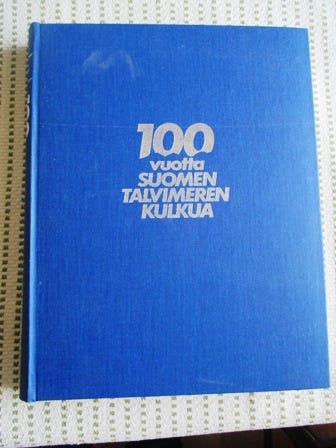 100
vuotta
SUOMEN
TALVIMEREN
KULKUA